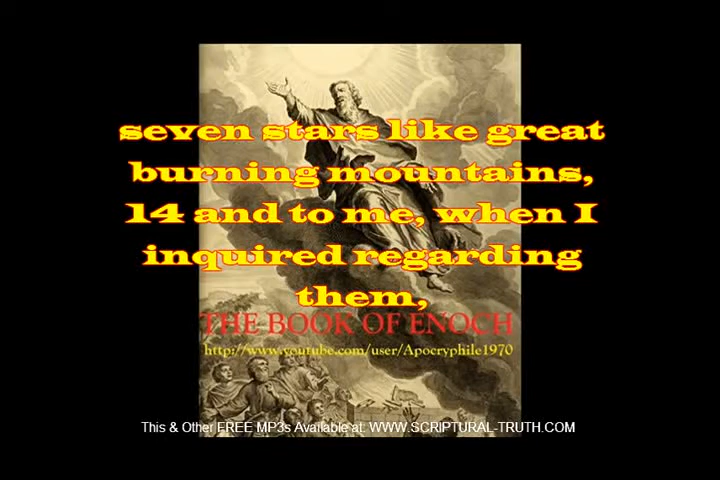 seven stars like great
burning mountains,
14 and to me, when I
inquired regarding
them,
THE BOOK OF ENOCH
http://www.youtube.com/user/Apocryphile1970
This & Other FREE MP3s Available at: WWW.SCRIPTURAL-TRUTH.COM